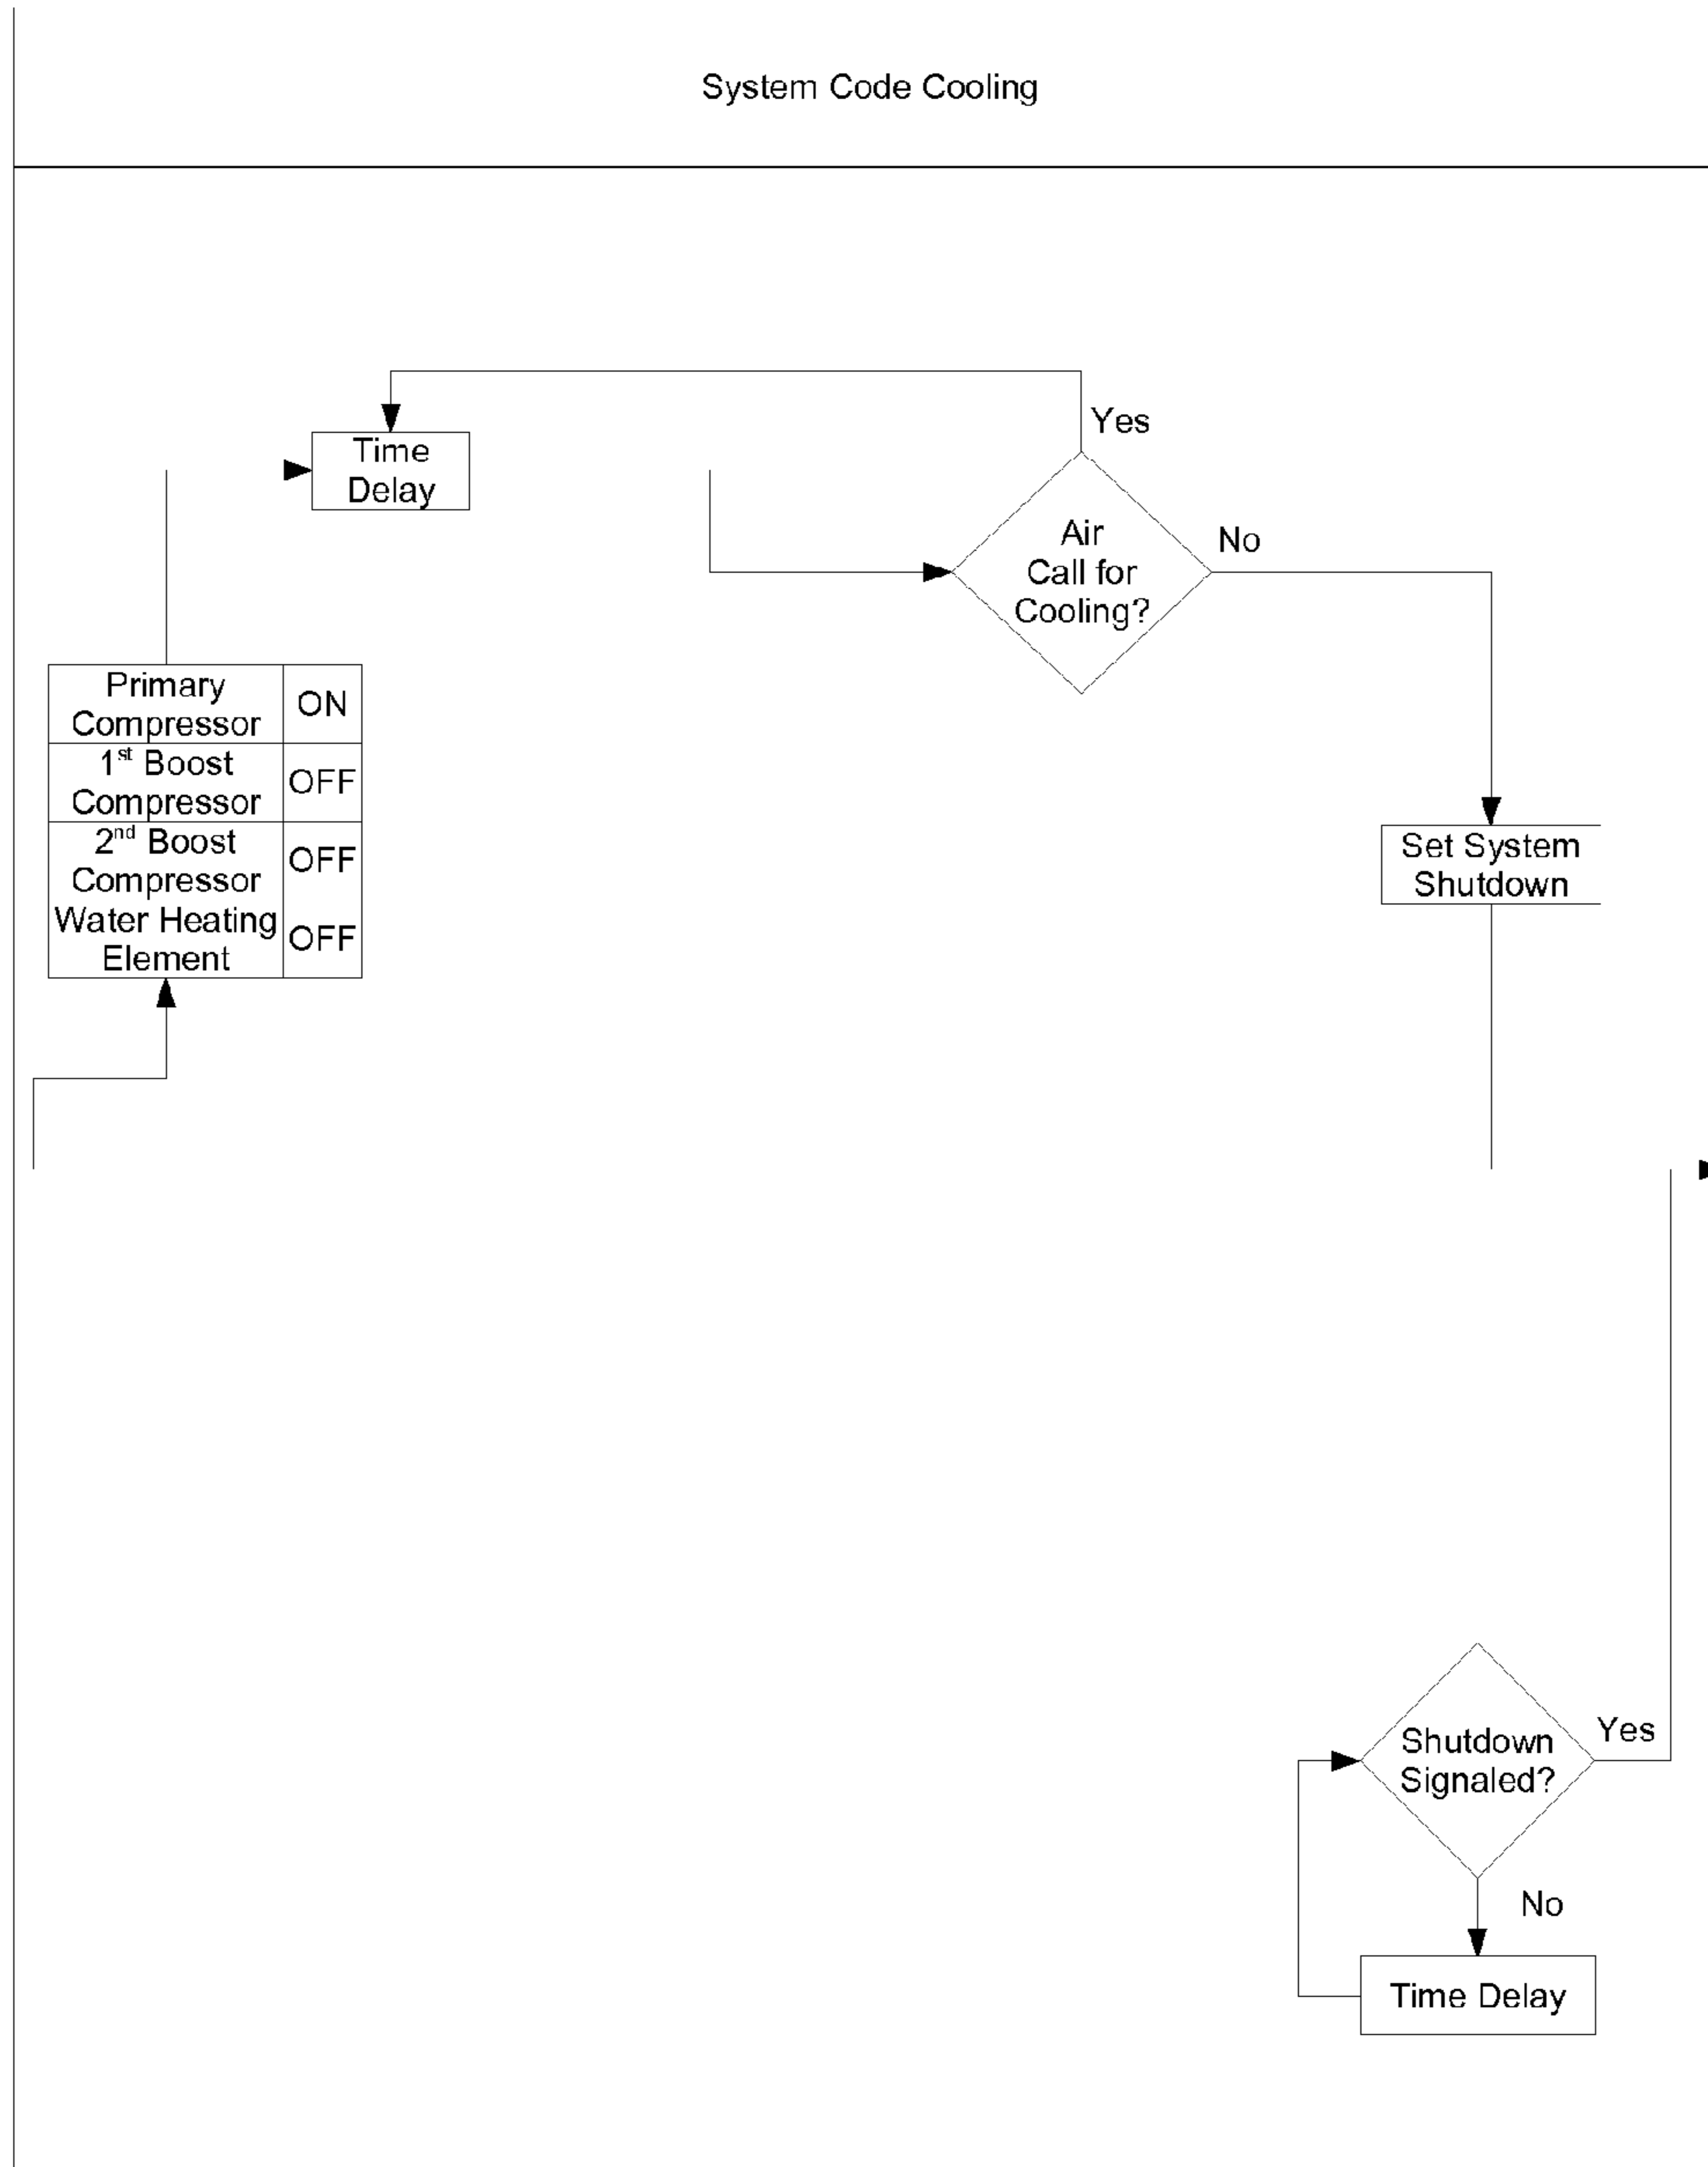 System Code Cooling
Yes
Time
Delay
Air
Call for
Cooling?
No
Primary
Compressor
ON
1st Boost
Compressor
OFF
2nd Boost
Compressor
OFF
Water Heating
Element
OFF
Set System
Shutdown
Shutdown
Signaled?
Yes
No
Time Delay